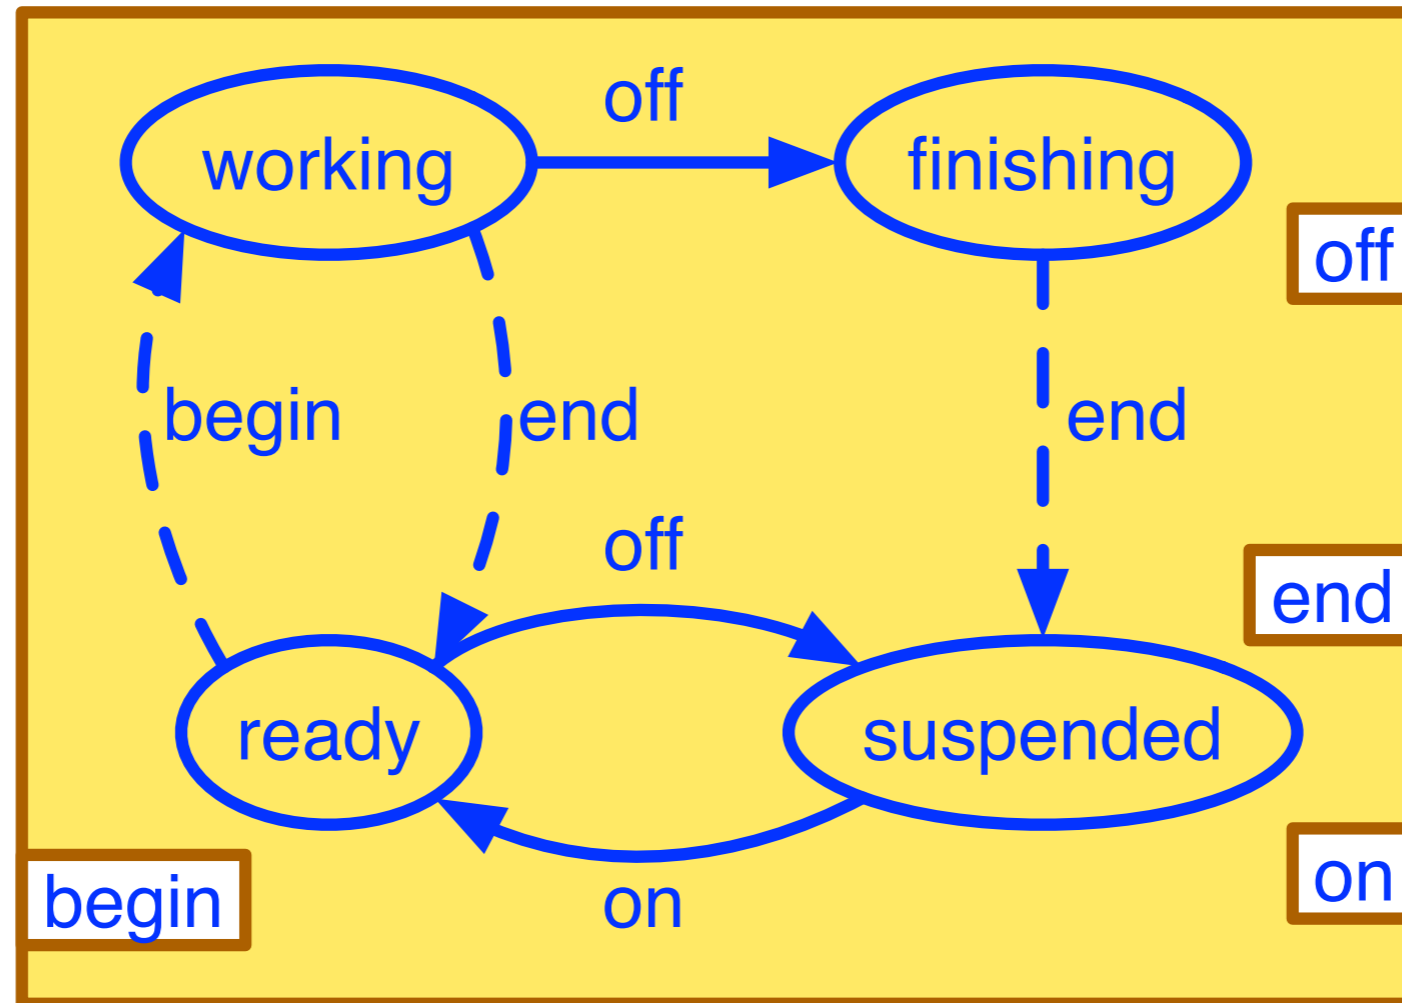 off
working
finishing
off
begin
end
end
off
end
ready
suspended
on
begin
on